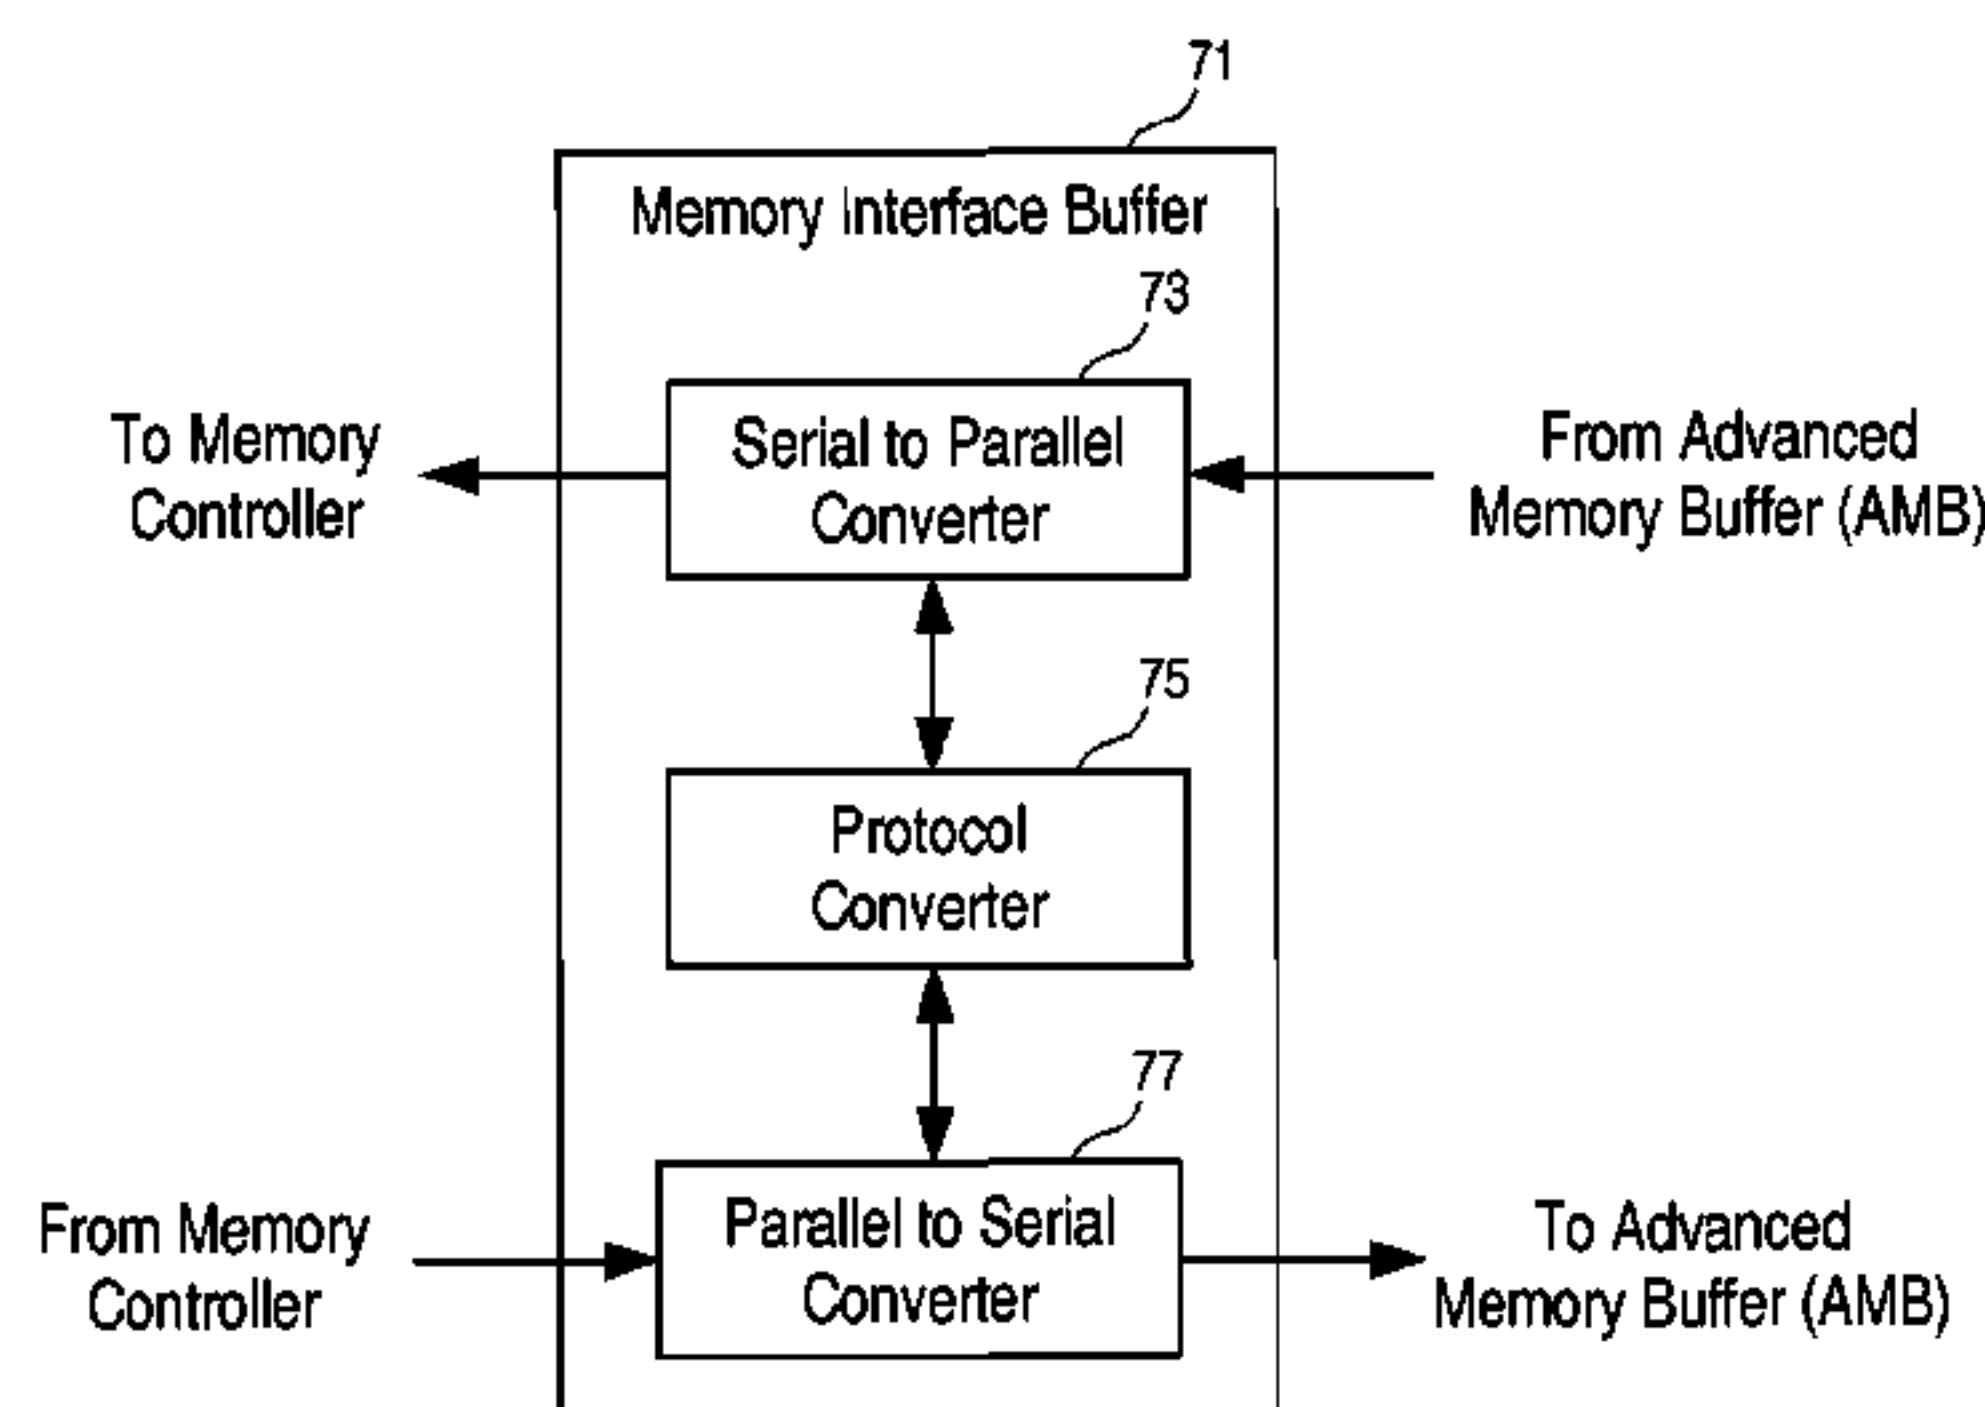 71
Memory Interface Buffer
73
To Memory
Controller
Serial to Parallel
Converter
From Advanced
Memory Buffer (AMB)
75
Protocol
Converter
77
From Memory
Controller
Parallel to Serial
Converter
To Advanced
Memory Buffer (AMB)